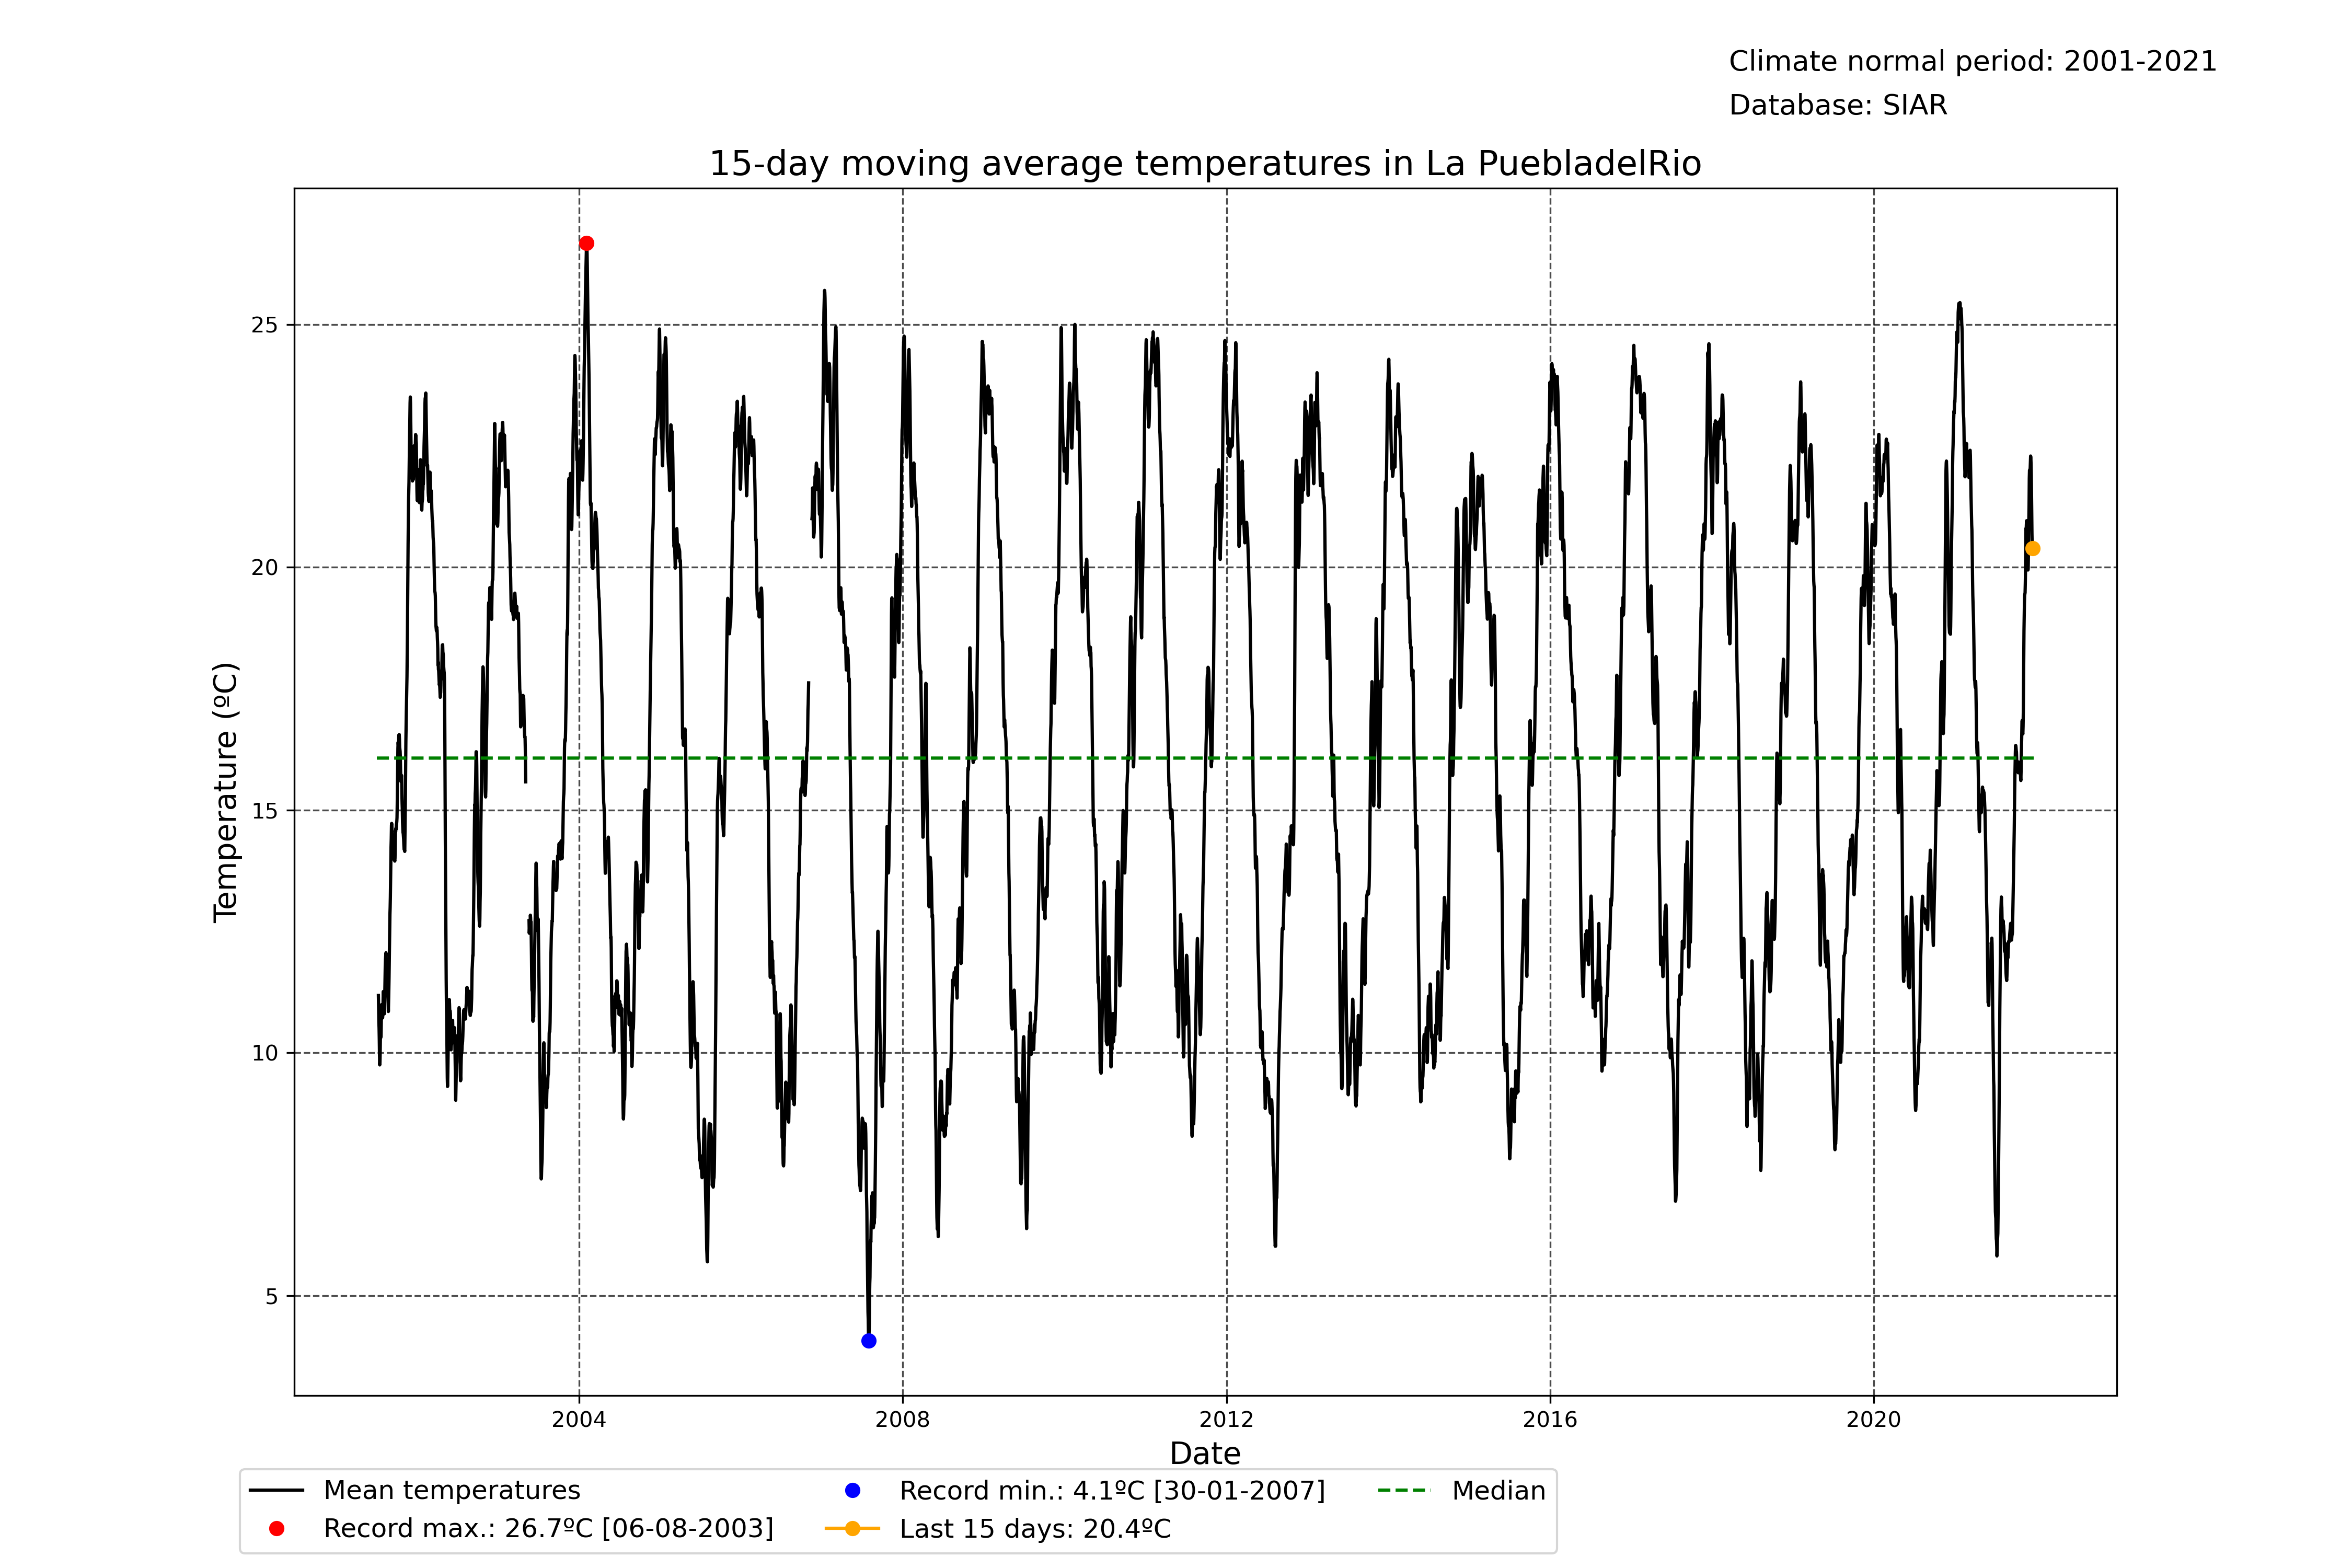 Climate normal period: 2001-2021
Database: SIAR
15-day moving average temperatures in La PuebladelRio
Temperature (ºC)
25
20
15
10
5
2004 2008 2012 2016 2020
Date
Mean temperatures
Record max.: 26.7ºC [06-08-2003]
Record min.: 4.1ºC [30-01-2007]
Last 15 days: 20.4ºC
Median